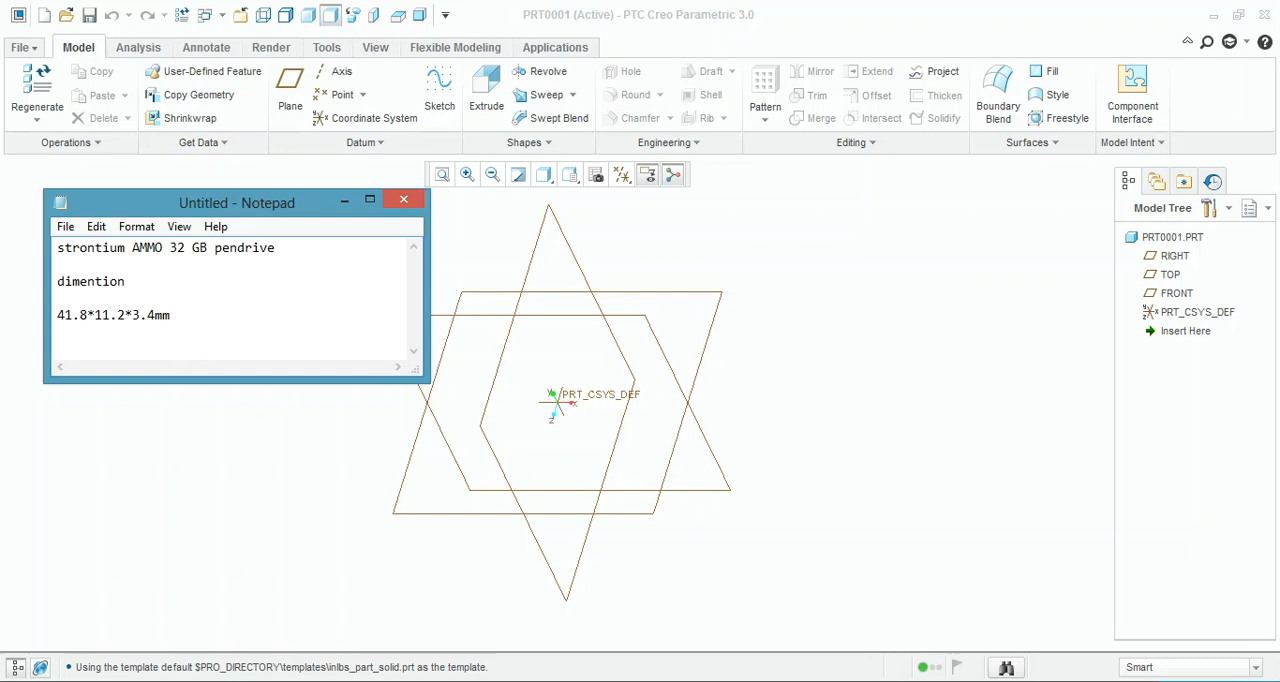 PRT0001 (Active) - PTC Creo Parametric 3.0
File Model Analysis Annotate Render Tools View Flexible Modeling Applications
Regenerate
Copy
Paste
Delete
Operations
User-Defined Feature
Copy Geometry
Shrinkwrap
Get Data
Plane
Axis
Point
Coordinate System
Datum
Sketch
Extrude
Revolve
Sweep
Swept Blend
Shapes
Hole
Round
Chamfer
Draft
Shell
Rib
Engineering
Pattern
Mirror
Trim
Merge
Extend
Offset
Intersect
Project
Thicken
Solidify
Editing
Boundary
Blend
Fill
Style
Freestyle
Surfaces
Component
Interface
Model Intent
Untitled - Notepad
File Edit Format View Help
strontium AMMO 32 GB pendrive
dimention
41.8*11.2*3.4mm
PRT_CSYS_DEF
Y
X
Z
Model Tree
PRT0001.PRT
RIGHT
TOP
FRONT
PRT_CSYS_DEF
Insert Here
Using the template default $PRO_DIRECTORY\templates\inlbs_part_solid.prt as the template.
Smart